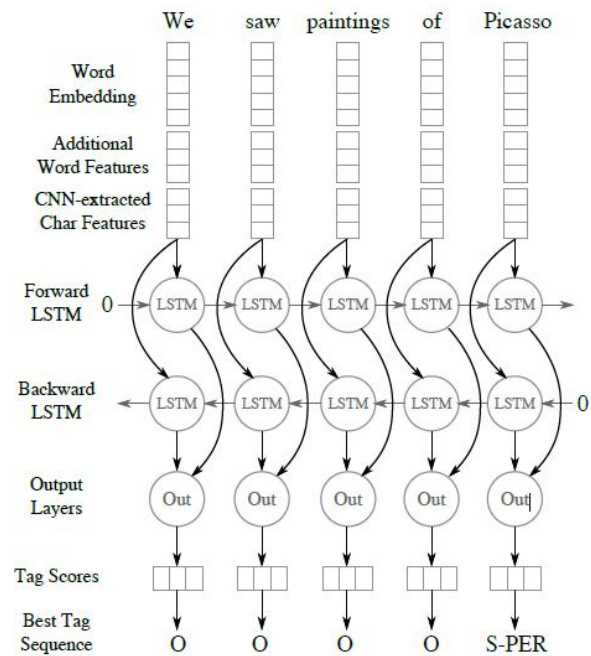 We saw paintings of Picasso
Word
Embedding
Additional
Word Features
CNN-extracted
Char Features
Forward
LSTM
0 LSTM LSTM LSTM LSTM LSTM
Backward
LSTM
LSTM LSTM LSTM LSTM LSTM 0
Output
Layers
Out Out Out Out Out
Tag Scores
Best Tag
Sequence
O O O O S-PER